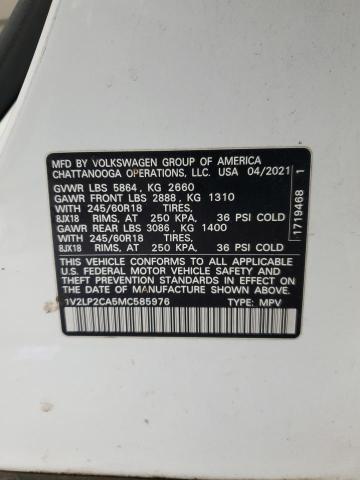 MFD. BY VOLKSWAGEN GROUP OF AMERICA
CHATTANOOGA OPERATIONS, LLC. USA 04/2021
GVWR LBS 5864, KG 2660
GAWR FRONT LBS 2888, KG 1310
WITH 245/60R18 TIRES,
8JX18 RIMS, AT 250 KPA, 36 PSI COLD
GAWR REAR LBS 3086, KG 1400
WITH 245/60R18 TIRES,
8JX18 RIMS, AT 250 KPA, 36 PSI COLD
THIS VEHICLE CONFORMS TO ALL APPLICABLE
U.S. FEDERAL MOTOR VEHICLE SAFETY
AND THEFT PREVENTION STANDARDS
IN EFFECT ON THE DATE
OF MANUFACTURE SHOWN ABOVE.
1V2LP2CA5MC585976 TYPE: MPV
1719468 1